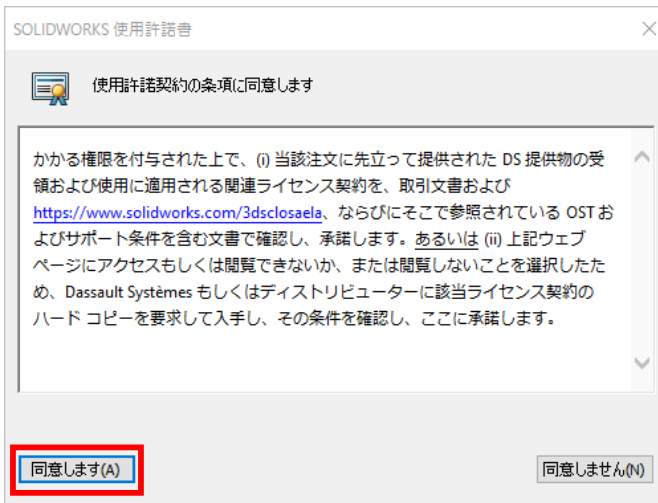 SOLIDWORKS 使用許諾書
使用許諾契約の条項に同意します
かかる権限を付与された上で、(i) 当該注文に先立って提供された DS 提供物の受
領および使用に適用される関連ライセンス契約を、取引文書および
https://www.solidworks.com/3dsclosaela、ならびにそこで参照されている OST お
よびサポート条件を含む文書で確認し、承諾します。あるいは (ii) 上記ウェブ
ページにアクセスもしくは閲覧できないか、または閲覧しないことを選択したた
め、Dassault Systèmes もしくはディストリビューターに該当ライセンス契約の
ハード コピーを要求して入手し、その条件を確認し、ここに承諾します。
同意します(A)
同意しません(N)